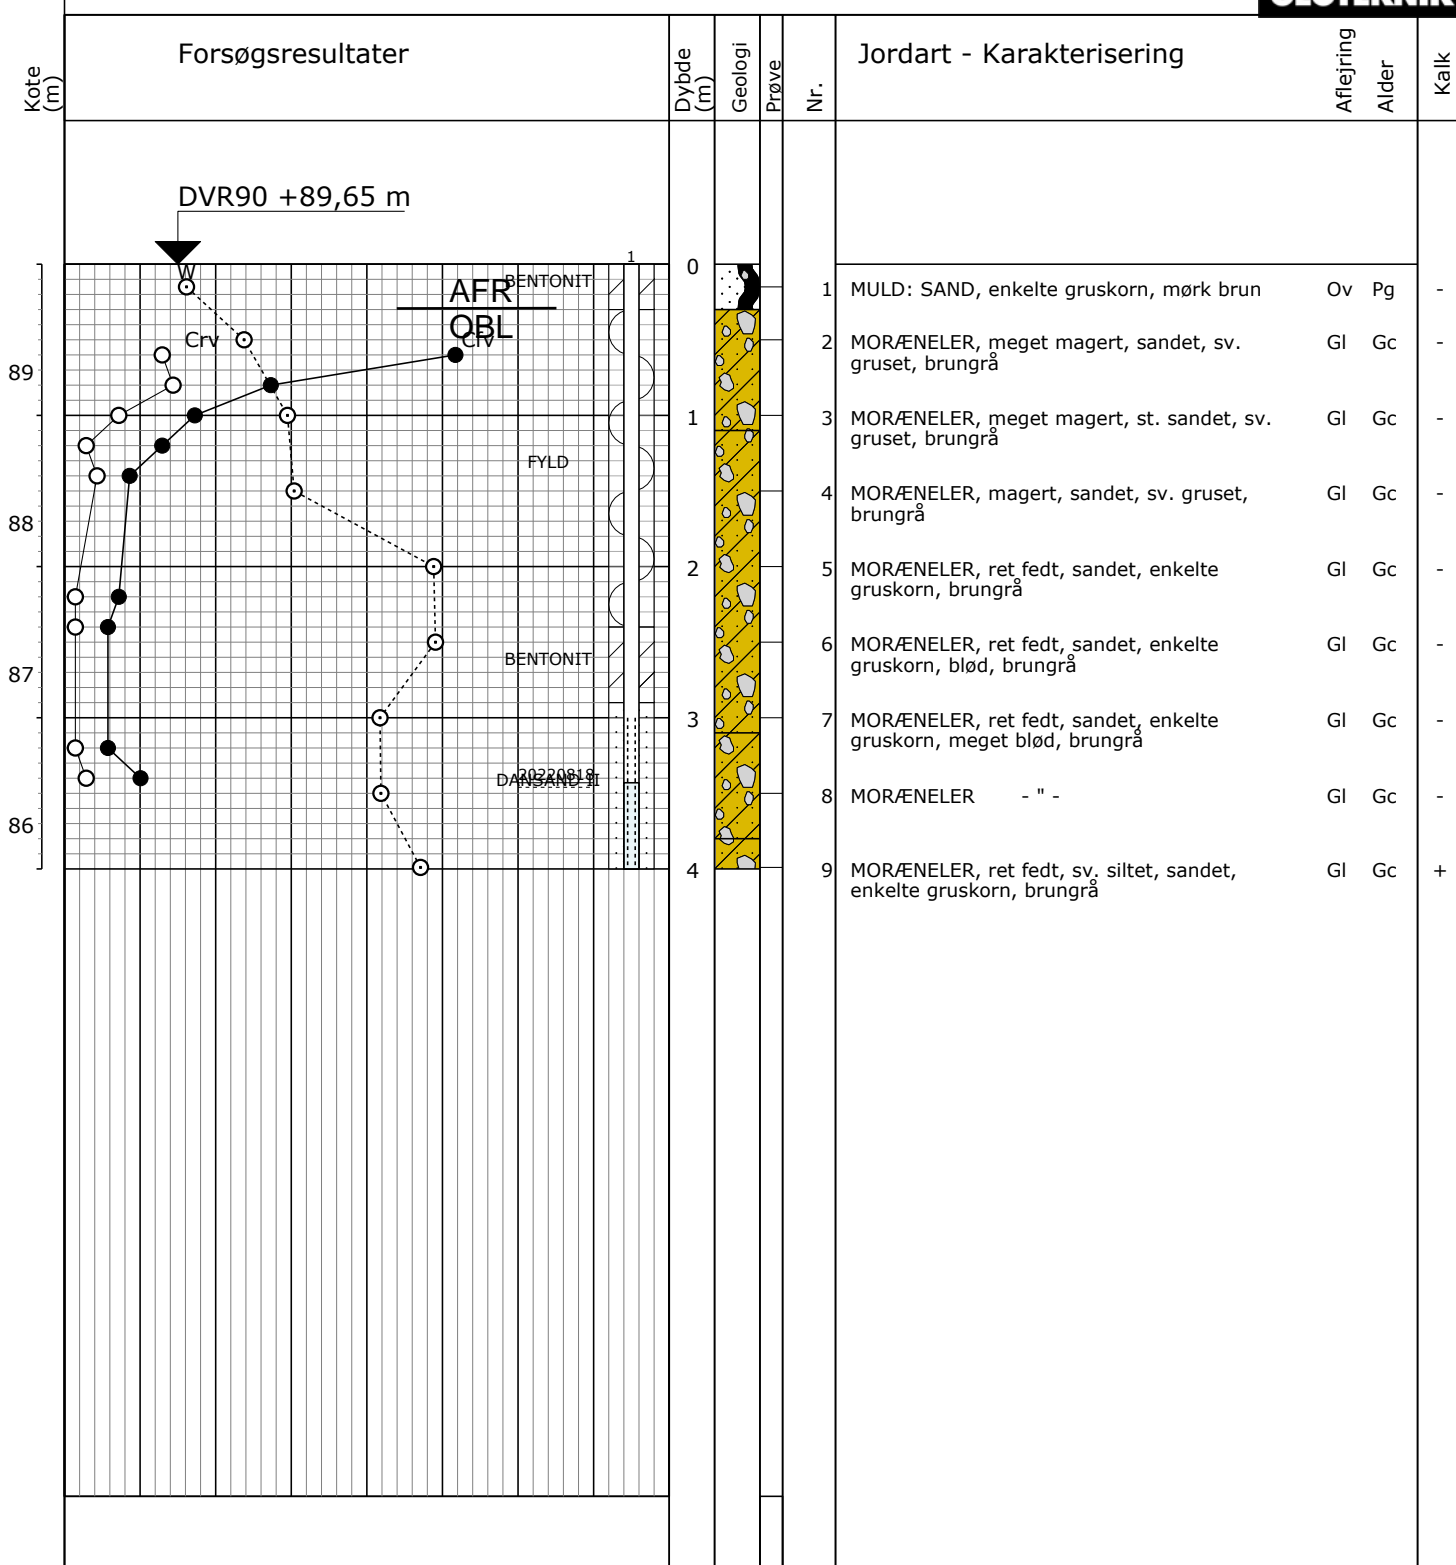 Kote
(m)
Forsøgsresultater
Dybde
(m)
Geologi
Prøve
Nr.
Jordart - Karakterisering
Aflejring
Alder
Kalk
DVR90 +89,65 m
W
1
0
BENTONIT
AFR
OBL
1 MULD: SAND, enkelte gruskorn, mørk brun Ov Pg -
Crv
Crv
2 MORÆNELER, meget magert, sandet, sv. Gl Gc -
gruset, brungrå
89
1
3 MORÆNELER, meget magert, st. sandet, sv. Gl Gc -
gruset, brungrå
FYLD
4 MORÆNELER, magert, sandet, sv. gruset, Gl Gc -
brungrå
88
2
5 MORÆNELER, ret fedt, sandet, enkelte Gl Gc -
gruskorn, brungrå
6 MORÆNELER, ret fedt, sandet, enkelte Gl Gc -
gruskorn, blød, brungrå
BENTONIT
87
3
7 MORÆNELER, ret fedt, sandet, enkelte Gl Gc -
gruskorn, meget blød, brungrå
20220818
DANSAND II
8 MORÆNELER - " - Gl Gc -
86
4
9 MORÆNELER, ret fedt, sv. siltet, sandet, Gl Gc +
enkelte gruskorn, brungrå